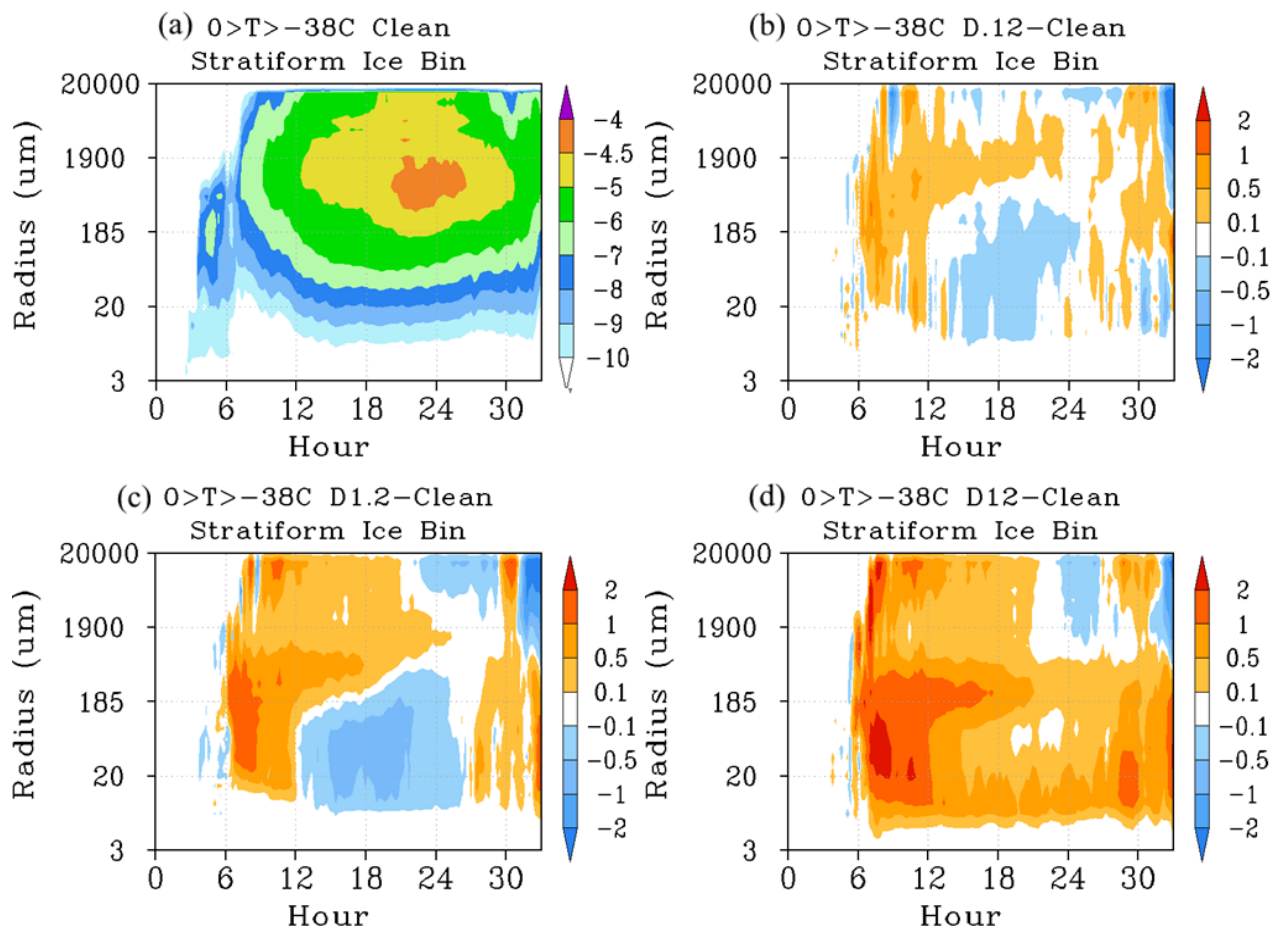 (a) 0>T>-38C Clean
Stratiform Ice Bin
20000
1900
185
20
3
Radius (um)
0 6 12 18 24 30
Hour
-4
-4.5
-5
-6
-7
-8
-9
-10
(b) 0>T>-38C D.12-Clean
Stratiform Ice Bin
20000
1900
185
20
3
Radius (um)
0 6 12 18 24 30
Hour
2
1
0.5
0.1
-0.1
-0.5
-1
-2
(c) 0>T>-38C D1.2-Clean
Stratiform Ice Bin
20000
1900
185
20
3
Radius (um)
0 6 12 18 24 30
Hour
2
1
0.5
0.1
-0.1
-0.5
-1
-2
(d) 0>T>-38C D12-Clean
Stratiform Ice Bin
20000
1900
185
20
3
Radius (um)
0 6 12 18 24 30
Hour
2
1
0.5
0.1
-0.1
-0.5
-1
-2